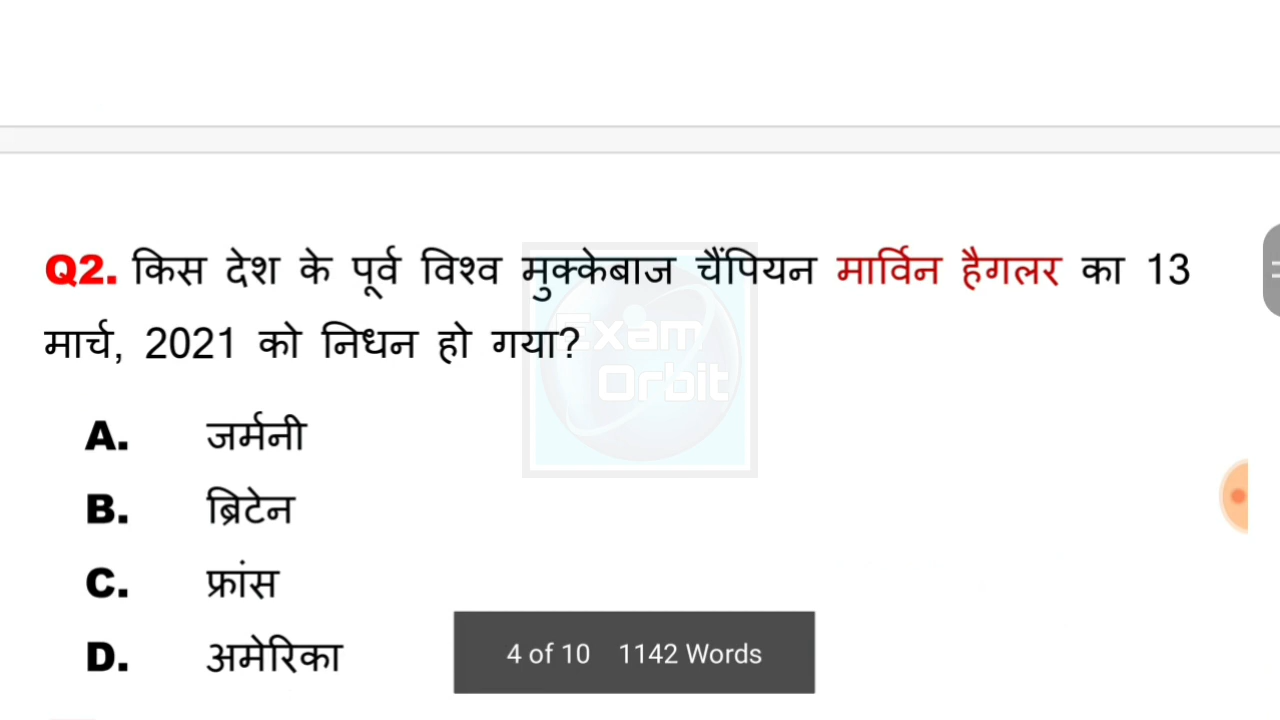 Q2. किस देश के पूर्व विश्व मुक्केबाज चैंपियन मार्विन हैगलर का 13
मार्च, 2021 को निधन हो गया?
Exam
Orbit
A. जर्मनी
B. ब्रिटेन
C. फ्रांस
D. अमेरिका
4 of 10 1142 Words